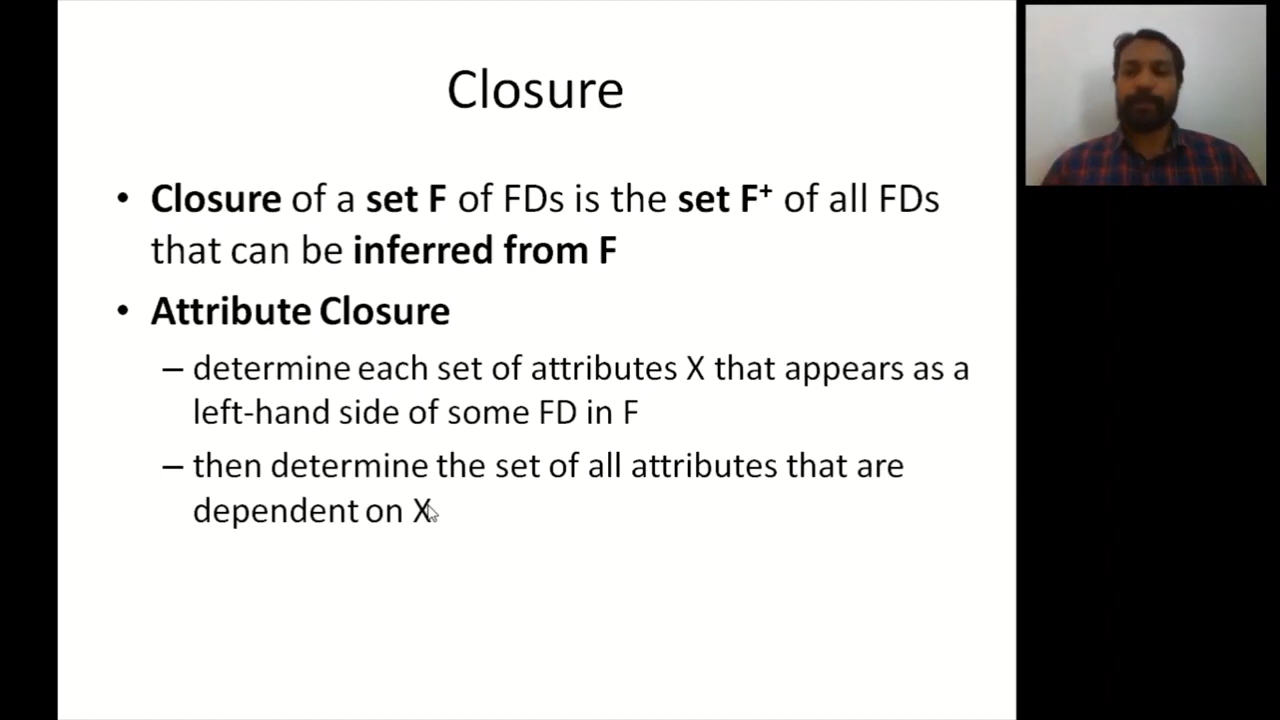 Closure
• Closure of a set F of FDs is the set F⁺ of all FDs
that can be inferred from F
• Attribute Closure
– determine each set of attributes X that appears as a
left-hand side of some FD in F
– then determine the set of all attributes that are
dependent on X